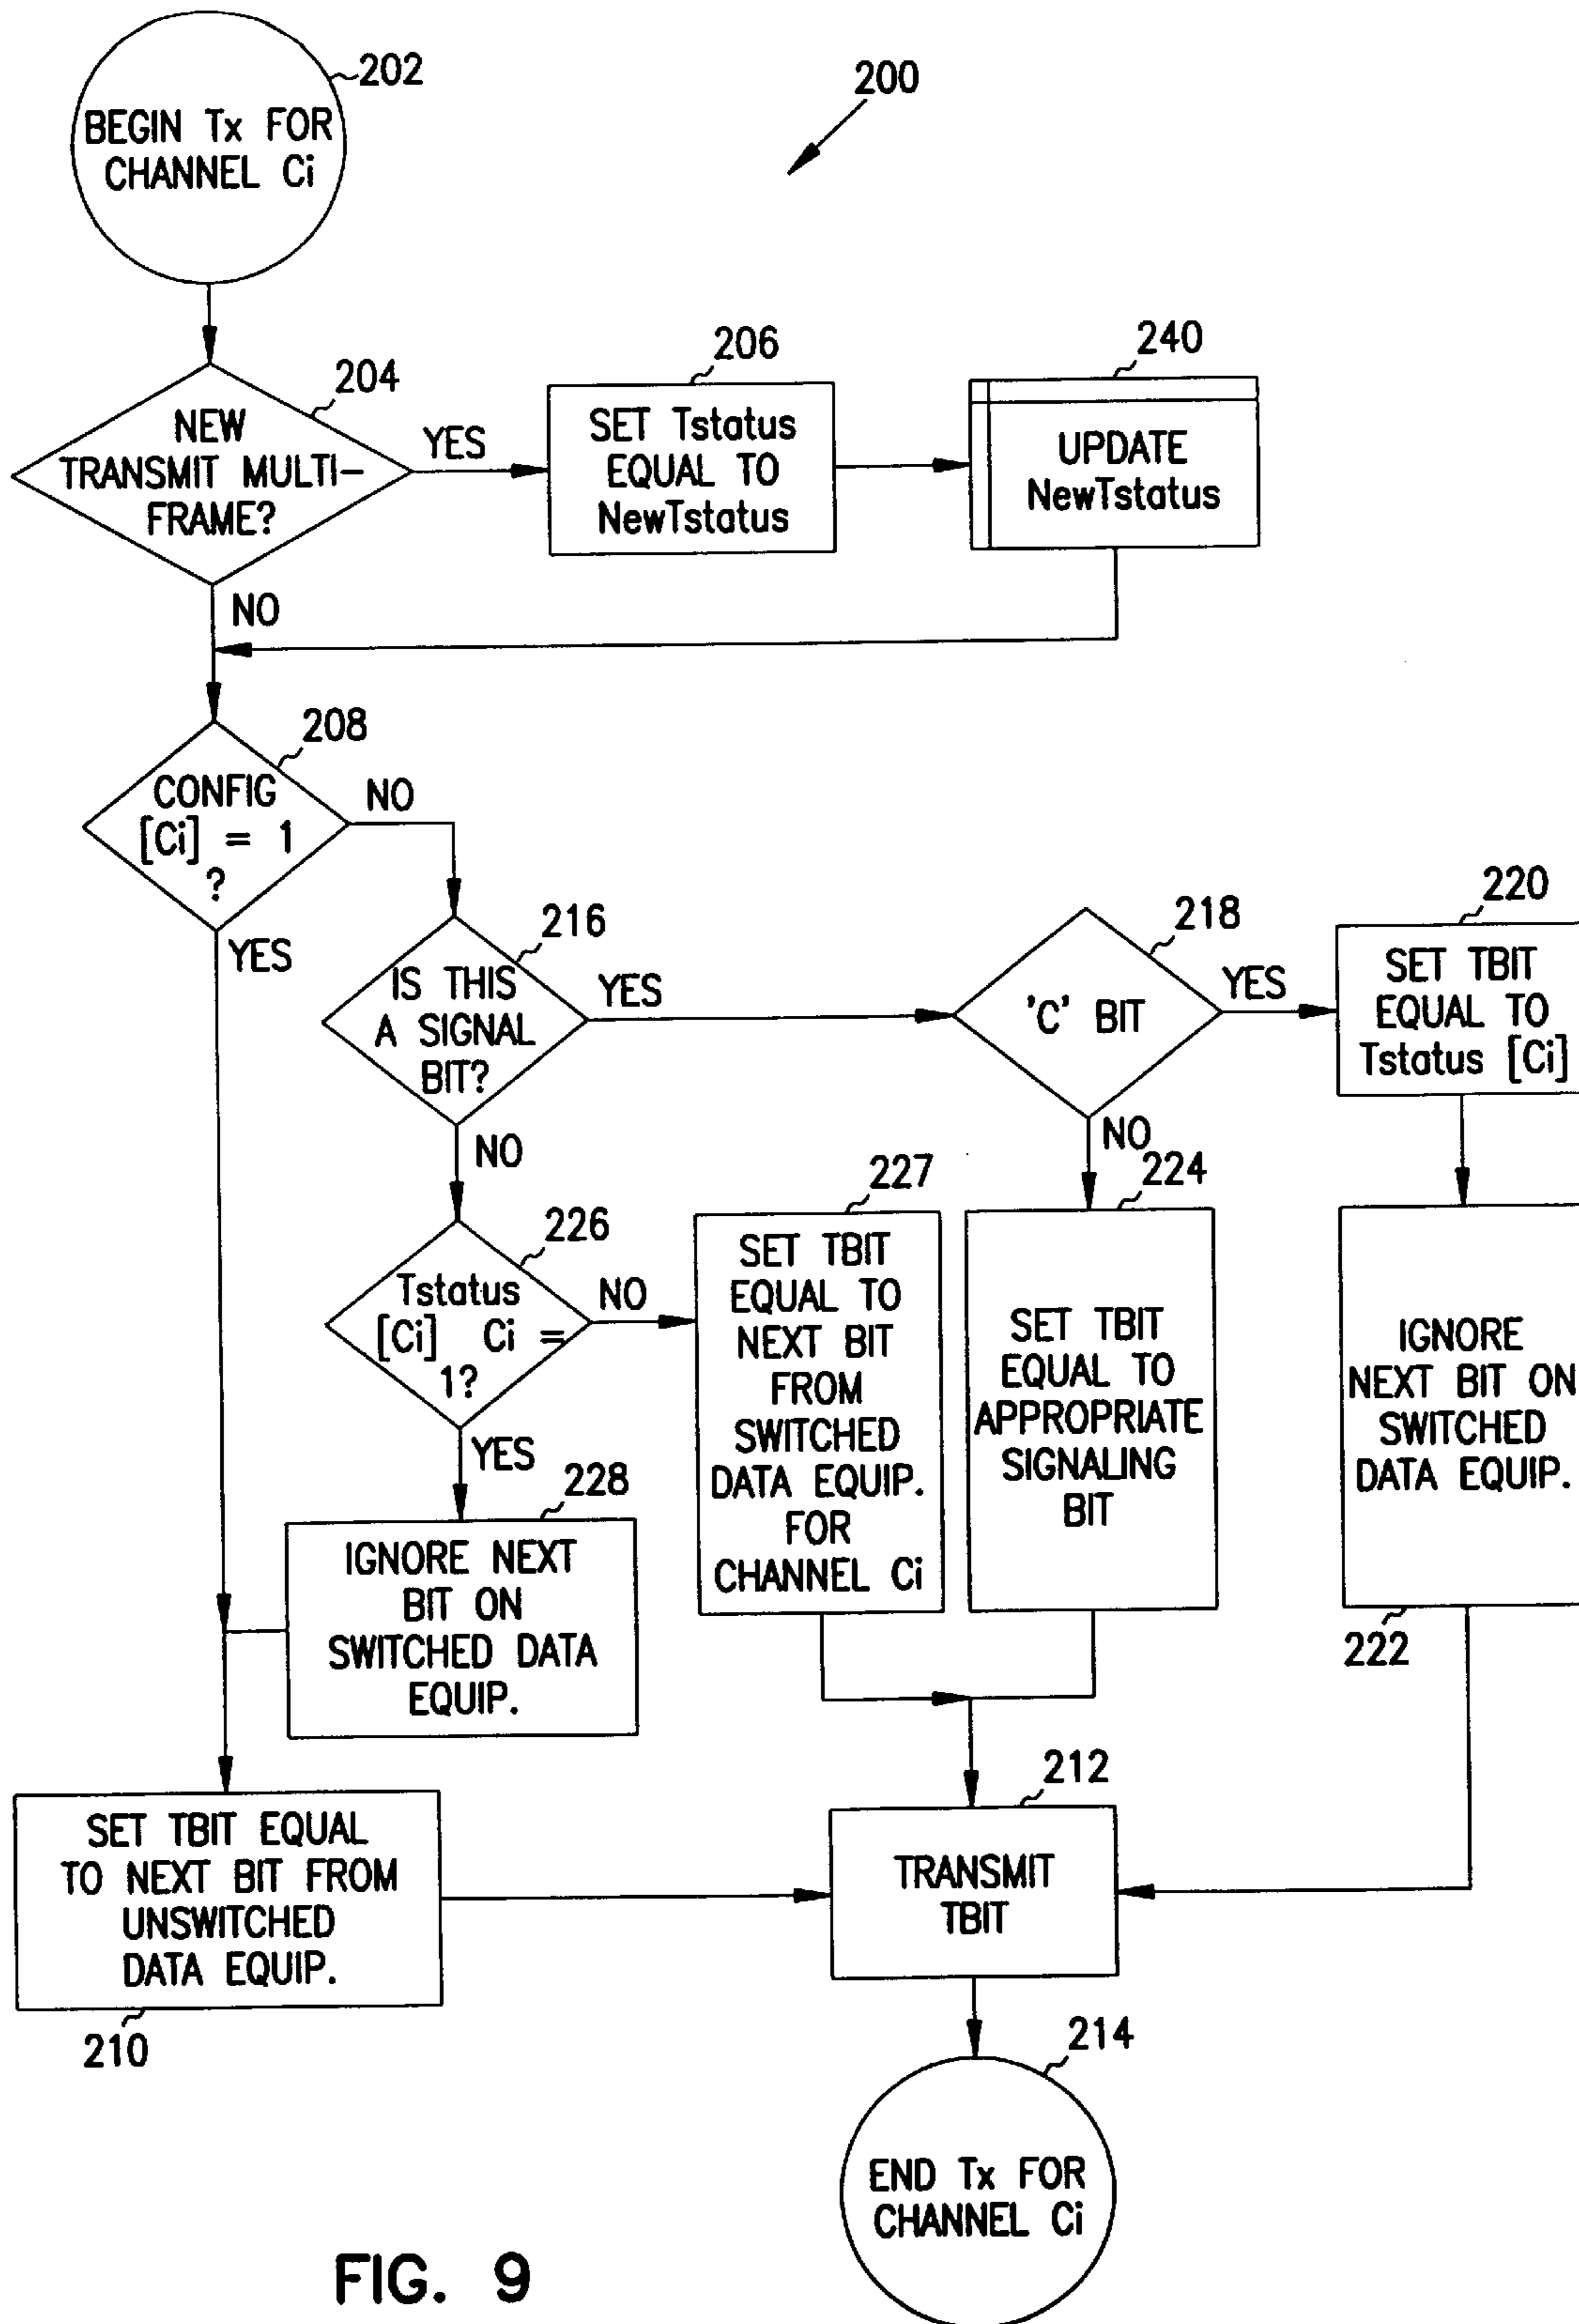 202
BEGIN Tx FOR
CHANNEL Ci
200
204
NEW
TRANSMIT MULTI-
FRAME?
YES
NO
206
SET Tstatus
EQUAL TO
NewTstatus
240
UPDATE
NewTstatus
208
CONFIG
[Ci] = 1
?
NO
YES
216
IS THIS
A SIGNAL
BIT?
YES
NO
218
'C' BIT
YES
NO
220
SET TBIT
EQUAL TO
Tstatus [Ci]
226
Tstatus
[Ci] Ci =
1?
NO
YES
227
SET TBIT
EQUAL TO
NEXT BIT
FROM
SWITCHED
DATA EQUIP.
FOR
CHANNEL Ci
224
SET TBIT
EQUAL TO
APPROPRIATE
SIGNALING
BIT
IGNORE
NEXT BIT ON
SWITCHED
DATA EQUIP.
222
228
IGNORE NEXT
BIT ON
SWITCHED DATA
EQUIP.
SET TBIT EQUAL
TO NEXT BIT FROM
UNSWITCHED
DATA EQUIP.
210
212
TRANSMIT
TBIT
214
END Tx FOR
CHANNEL Ci
FIG. 9